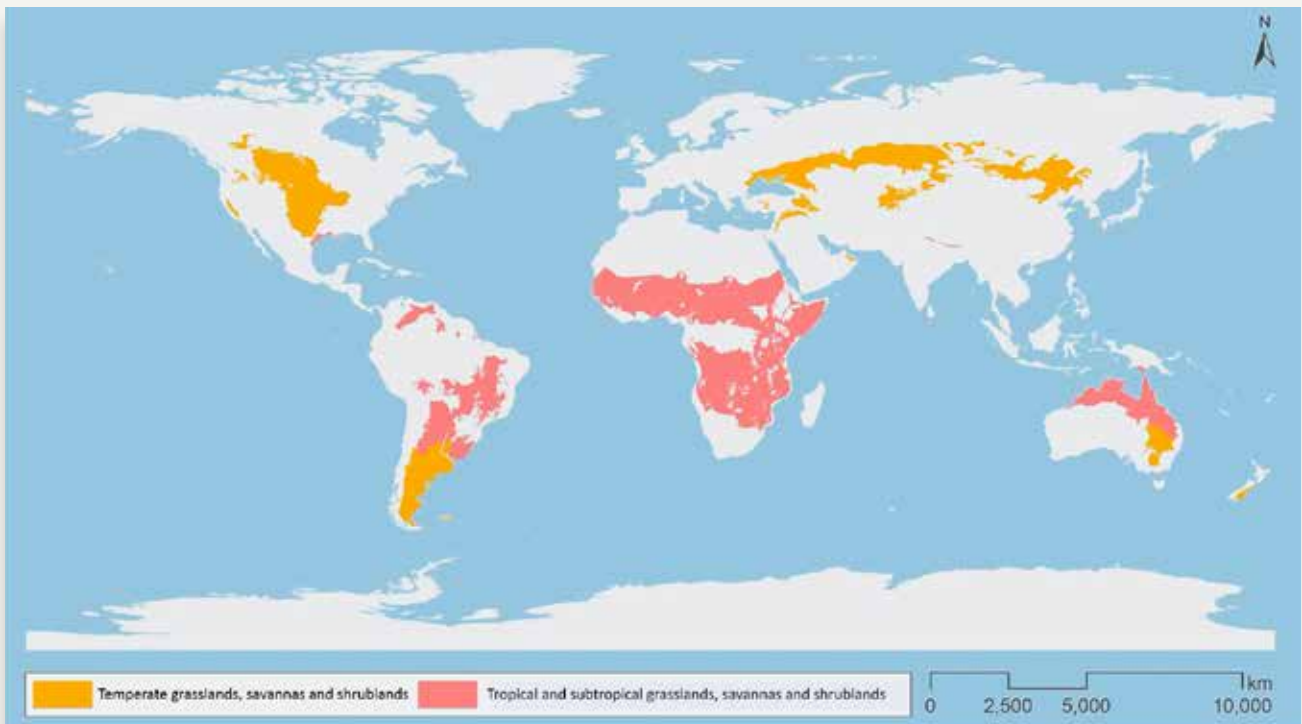 N
Temperate grasslands, savannas and shrublands
Tropical and subtropical grasslands, savannas and shrublands
km
0 2,500 5,000 10,000